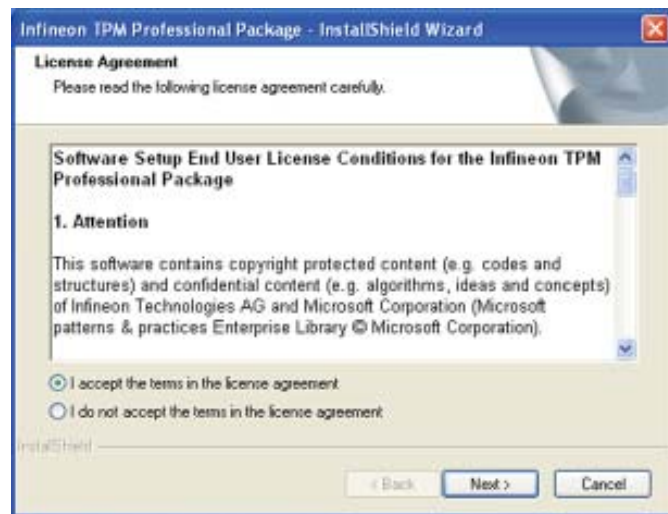 Infineon TPM Professional Package - InstallShield Wizard
License Agreement
Please read the following license agreement carefully.
Software Setup End User License Conditions for the Infineon TPM
Professional Package
1. Attention
This software contains copyright protected content (e.g. codes and
structures) and confidential content (e.g. algorithms, ideas and concepts)
of Infineon Technologies AG and Microsoft Corporation (Microsoft
patterns & practices Enterprise Library © Microsoft Corporation).
I accept the terms in the license agreement
I do not accept the terms in the license agreement
InstallShield
< Back
Next >
Cancel